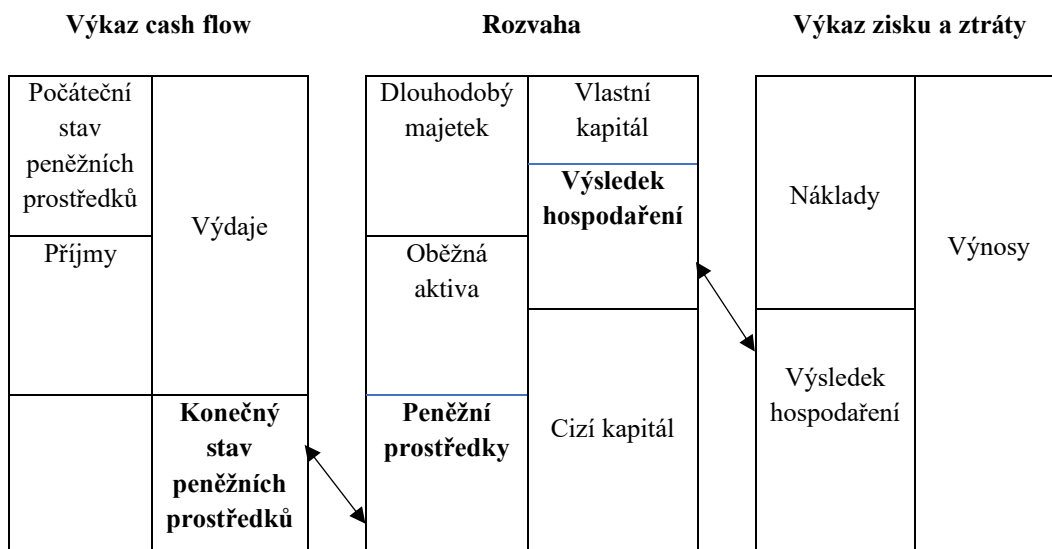 Výkaz cash flow
Rozvaha
Výkaz zisku a ztráty
Počáteční
stav
peněžních
prostředků
Příjmy
Výdaje
Konečný
stav
peněžních
prostředků
Dlouhodobý
majetek
Oběžná
aktiva
Peněžní
prostředky
Vlastní
kapitál
Výsledek
hospodaření
Cizí kapitál
Náklady
Výsledek
hospodaření
Výnosy